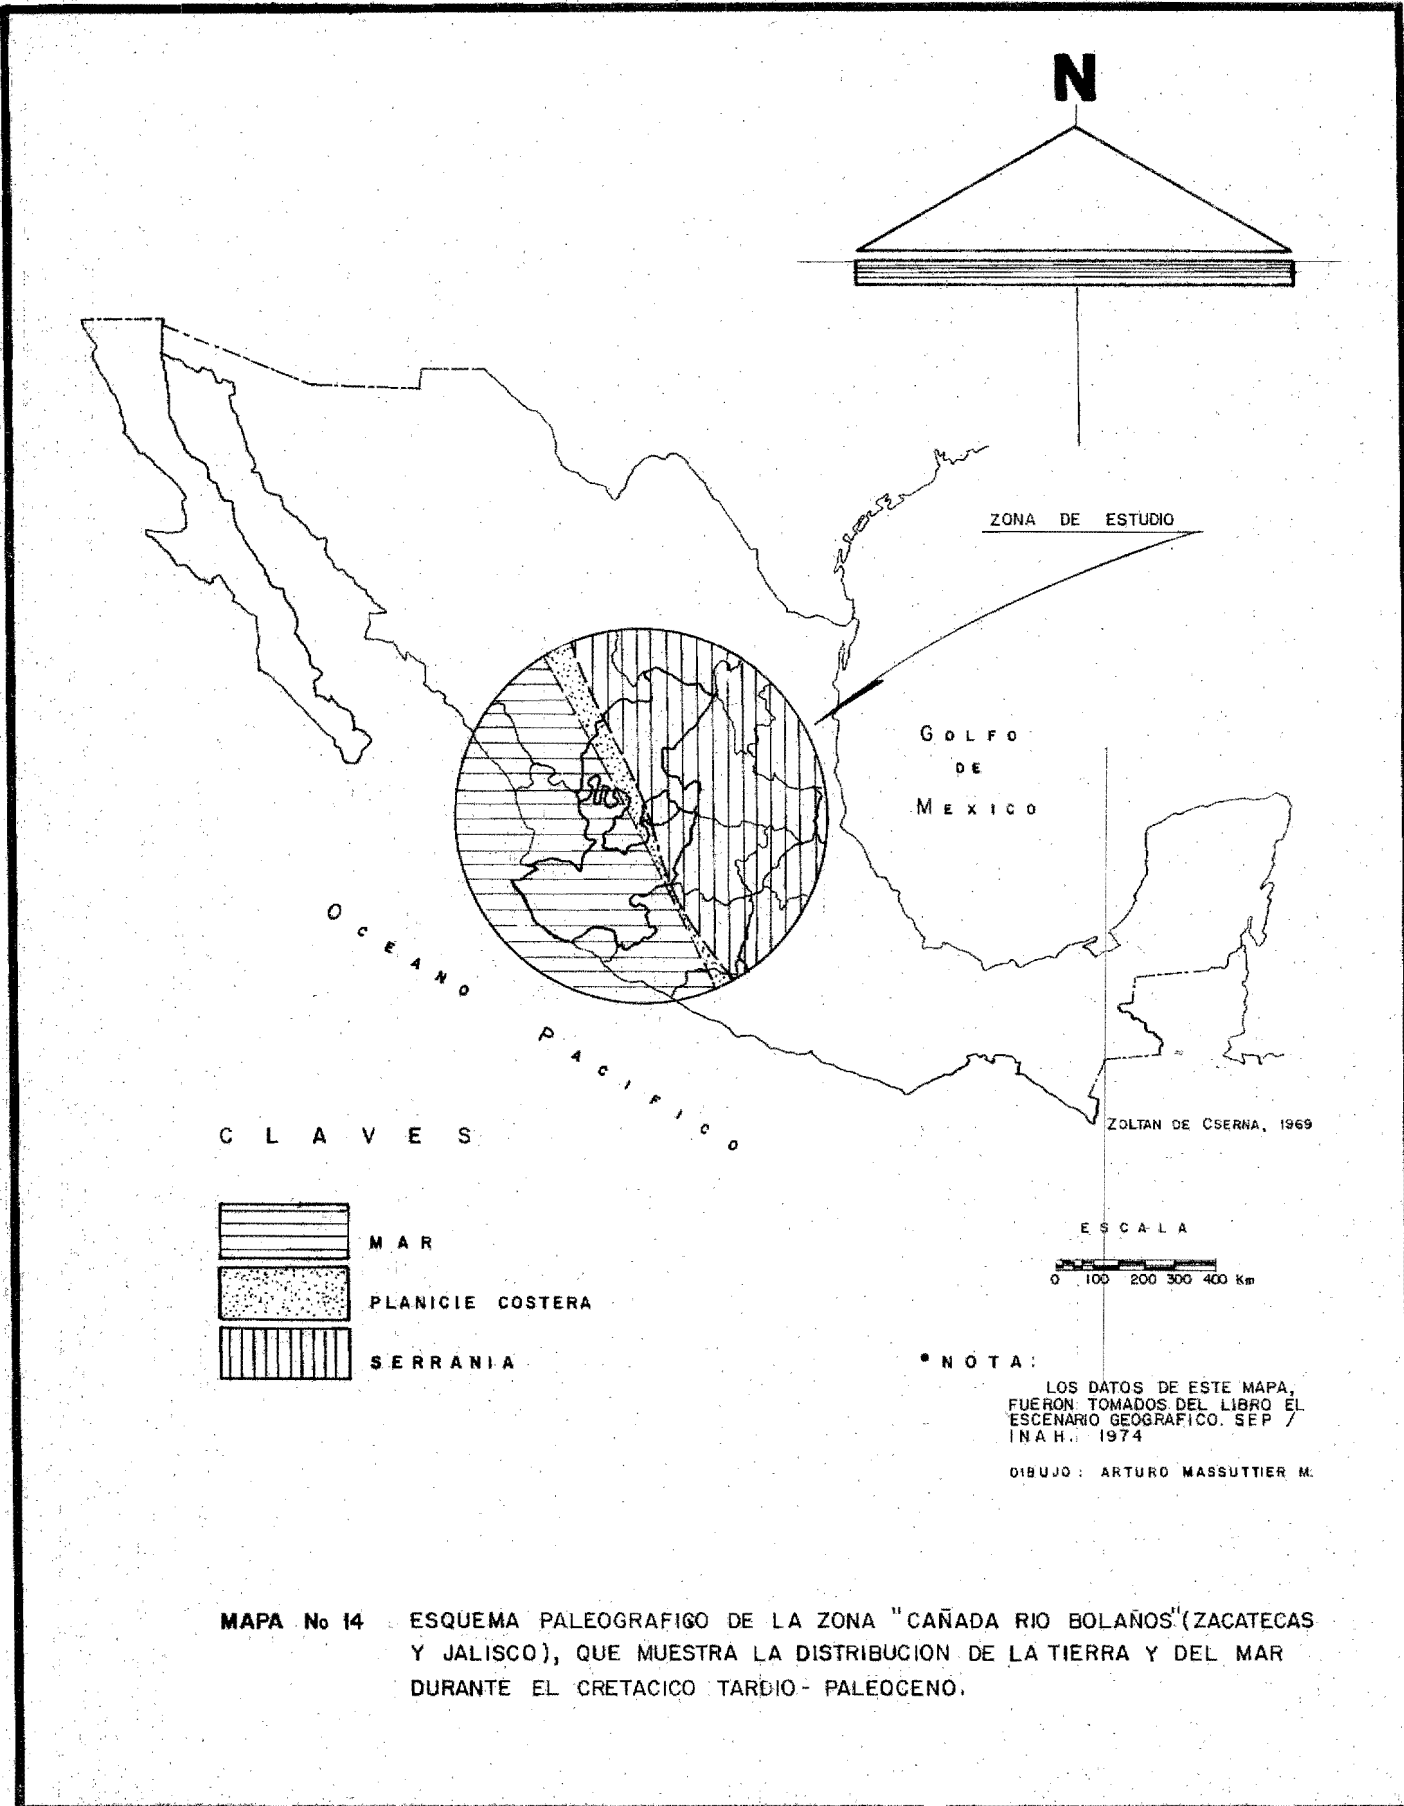 N
ZONA DE ESTUDIO
GOLFO
DE
MEXICO
OCEANO PACIFICO
ZOLTAN DE CSERNA, 1969
CLAVES
MAR
PLANICIE COSTERA
SERRANIA
ESCALA
0 100 200 300 400 Km
• NOTA:
LOS DATOS DE ESTE MAPA,
FUERON TOMADOS DEL LIBRO EL
ESCENARIO GEOGRAFICO. SEP /
INAH. 1974
DIBUJO: ARTURO MASSUTTIER M.
MAPA No 14 ESQUEMA PALEOGRAFICO DE LA ZONA "CAÑADA RIO BOLAÑOS" (ZACATECAS
Y JALISCO), QUE MUESTRA LA DISTRIBUCION DE LA TIERRA Y DEL MAR
DURANTE EL CRETACICO TARDIO - PALEOCENO.